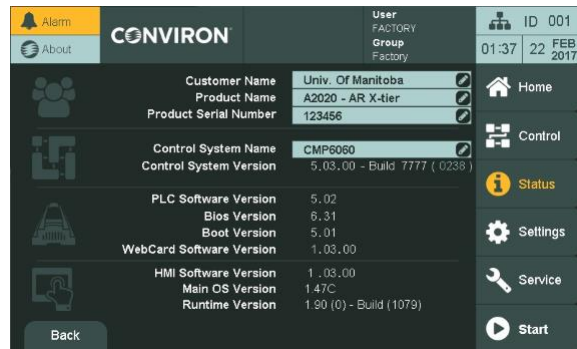 Alarm
About
CONVIRON
User
FACTORY
Group
Factory
ID 001
01:37 22 FEB 2017
Customer Name Univ. Of Manitoba
Product Name A2020 - AR X-tier
Product Serial Number 123456
Control System Name CMP6060
Control System Version 5.03.00 - Build 7777 ( 0238 )
PLC Software Version 5.02
Bios Version 6.31
Boot Version 5.01
WebCard Software Version 1.03.00
HMI Software Version 1.03.00
Main OS Version 1.47C
Runtime Version 1.90 (0) - Build (1079)
Back
Home
Control
Status
Settings
Service
Start